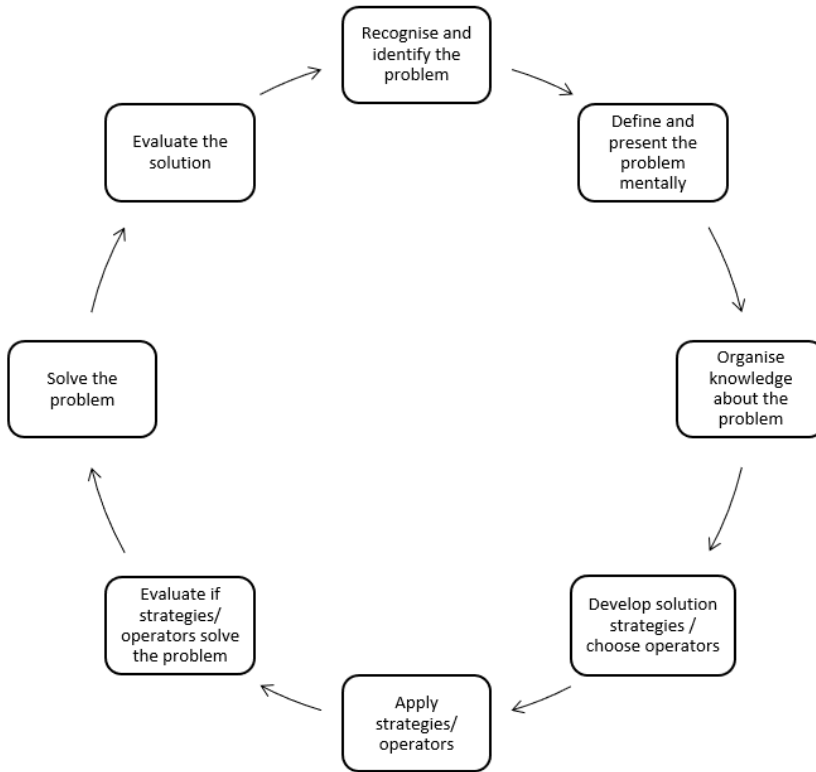 Recognise and
identify the
problem
Define and
present the
problem
mentally
Organise
knowledge
about the
problem
Develop solution
strategies /
choose operators
Apply
strategies/
operators
Evaluate if
strategies/
operators solve
the problem
Solve the
problem
Evaluate the
solution